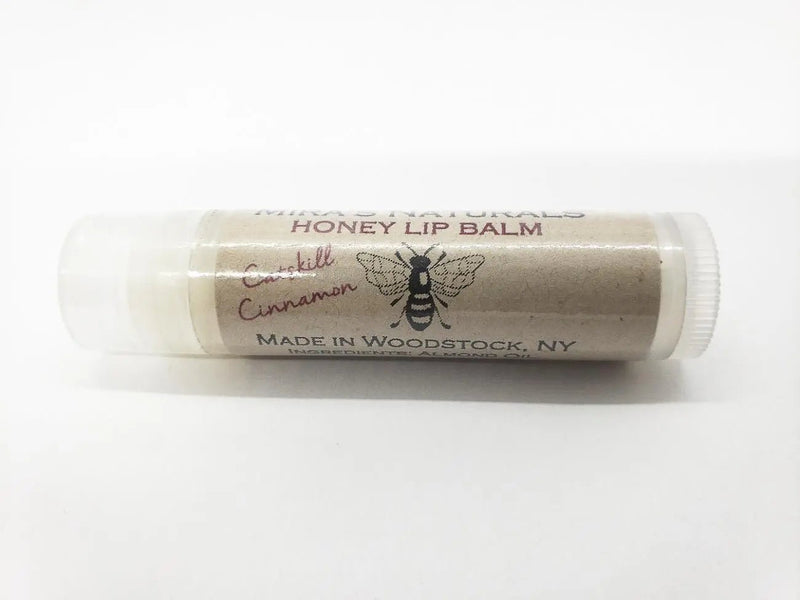 MIRA'S NATURALS
HONEY LIP BALM
Catskill
Cinnamon
MADE IN WOODSTOCK, NY
INGREDIENTS: ALMOND OIL